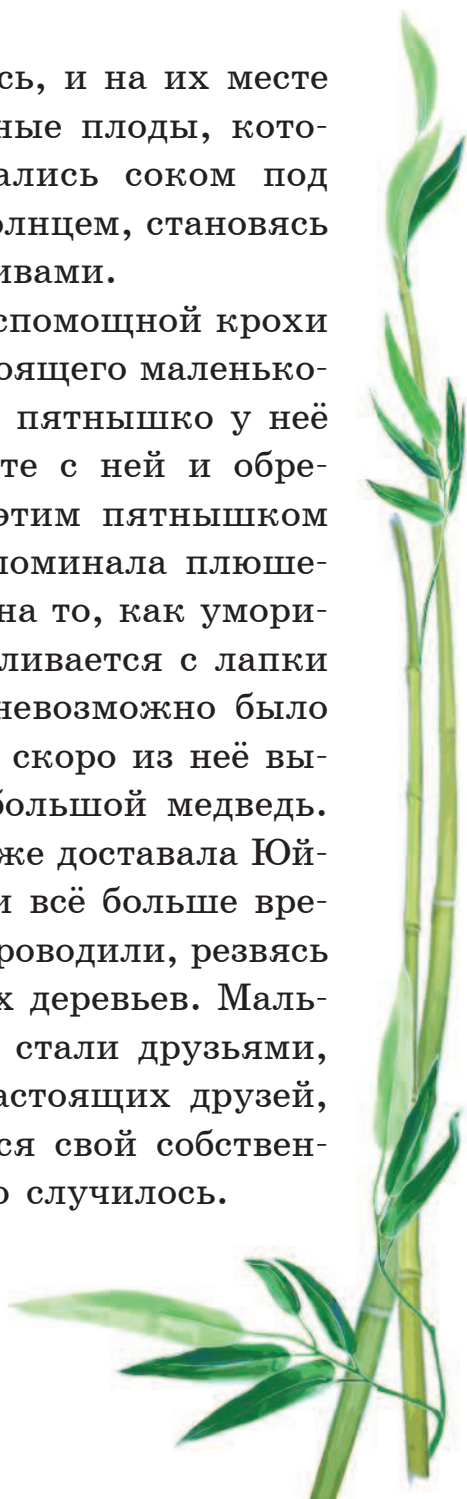 сь, и на их месте
ные плоды, кото-
ались соком под
олнцем, становясь
ивами.
спомощной крохи
оящего маленько-
пятнышко у неё
те с ней и обре-
этим пятнышком
поминала плюше-
на то, как умори-
ливается с лапки
невозможно было
скоро из неё вы-
большой медведь.
же доставала Юй-
и всё больше вре-
роводили, резвясь
х деревьев. Маль-
стали друзьями,
астоящих друзей,
ся свой собствен-
о случилось.